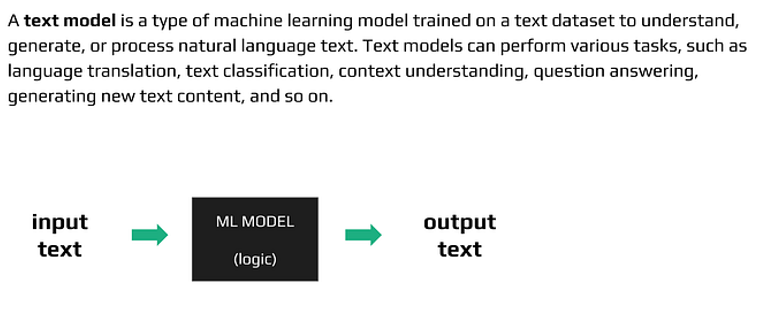 A text model is a type of machine learning model trained on a text dataset to understand,
generate, or process natural language text. Text models can perform various tasks, such as
language translation, text classification, context understanding, question answering,
generating new text content, and so on.
input
text
ML MODEL
(logic)
output
text